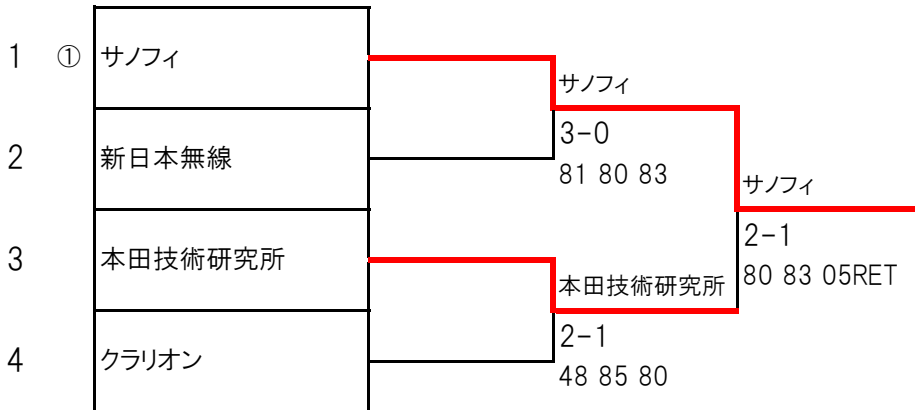 1 ① サノフィ
サノフィ
3-0
2 新日本無線
81 80 83
サノフィ
2-1
3 本田技術研究所
80 83 05RET
本田技術研究所
2-1
4 クラリオン
48 85 80